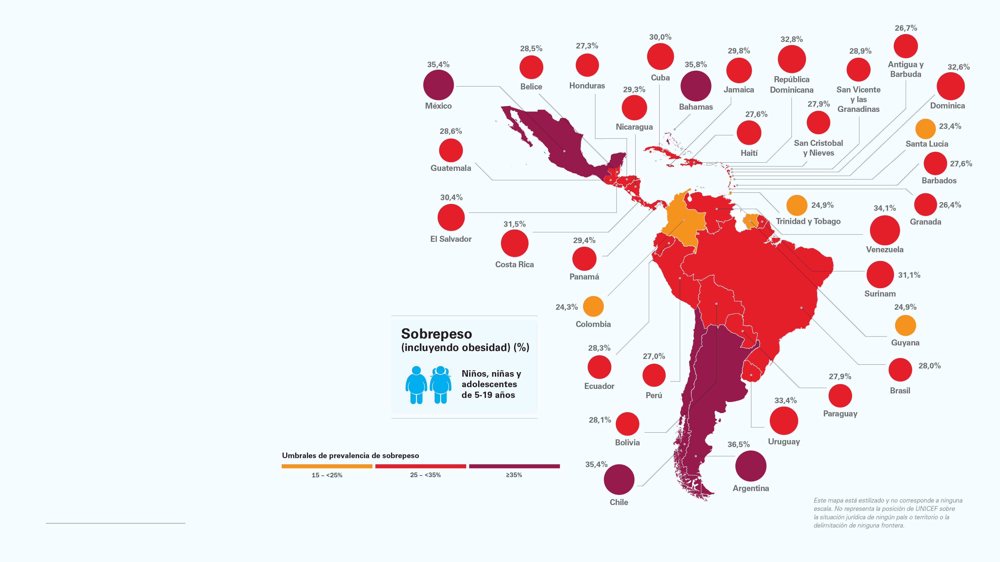 35,4%
México
28,5%
Belice
27,3%
Honduras
30,0%
Cuba
29,3%
Nicaragua
35,8%
Bahamas
29,8%
Jamaica
32,8%
República
Dominicana
28,9%
San Vicente
y las
Granadinas
26,7%
Antigua y
Barbuda
32,6%
Dominica
27,6%
Haití
27,9%
San Cristobal
y Nieves
23,4%
Santa Lucía
27,6%
Barbados
28,6%
Guatemala
30,4%
El Salvador
31,5%
Costa Rica
29,4%
Panamá
24,9%
Trinidad y Tobago
26,4%
Granada
34,1%
Venezuela
31,1%
Surinam
24,3%
Colombia
24,9%
Guyana
28,3%
Ecuador
27,0%
Perú
28,0%
Brasil
27,9%
Paraguay
28,1%
Bolivia
33,4%
Uruguay
35,4%
Chile
36,5%
Argentina
Sobrepeso
(incluyendo obesidad) (%)
Niños, niñas y
adolescentes
de 5-19 años
Umbrales de prevalencia de sobrepeso
15 – <25%
25 – <35%
≥35%
Este mapa está estilizado y no corresponde a ninguna
escala. No representa la posición de UNICEF sobre
la situación jurídica de ningún país o territorio o la
delimitación de ninguna frontera.